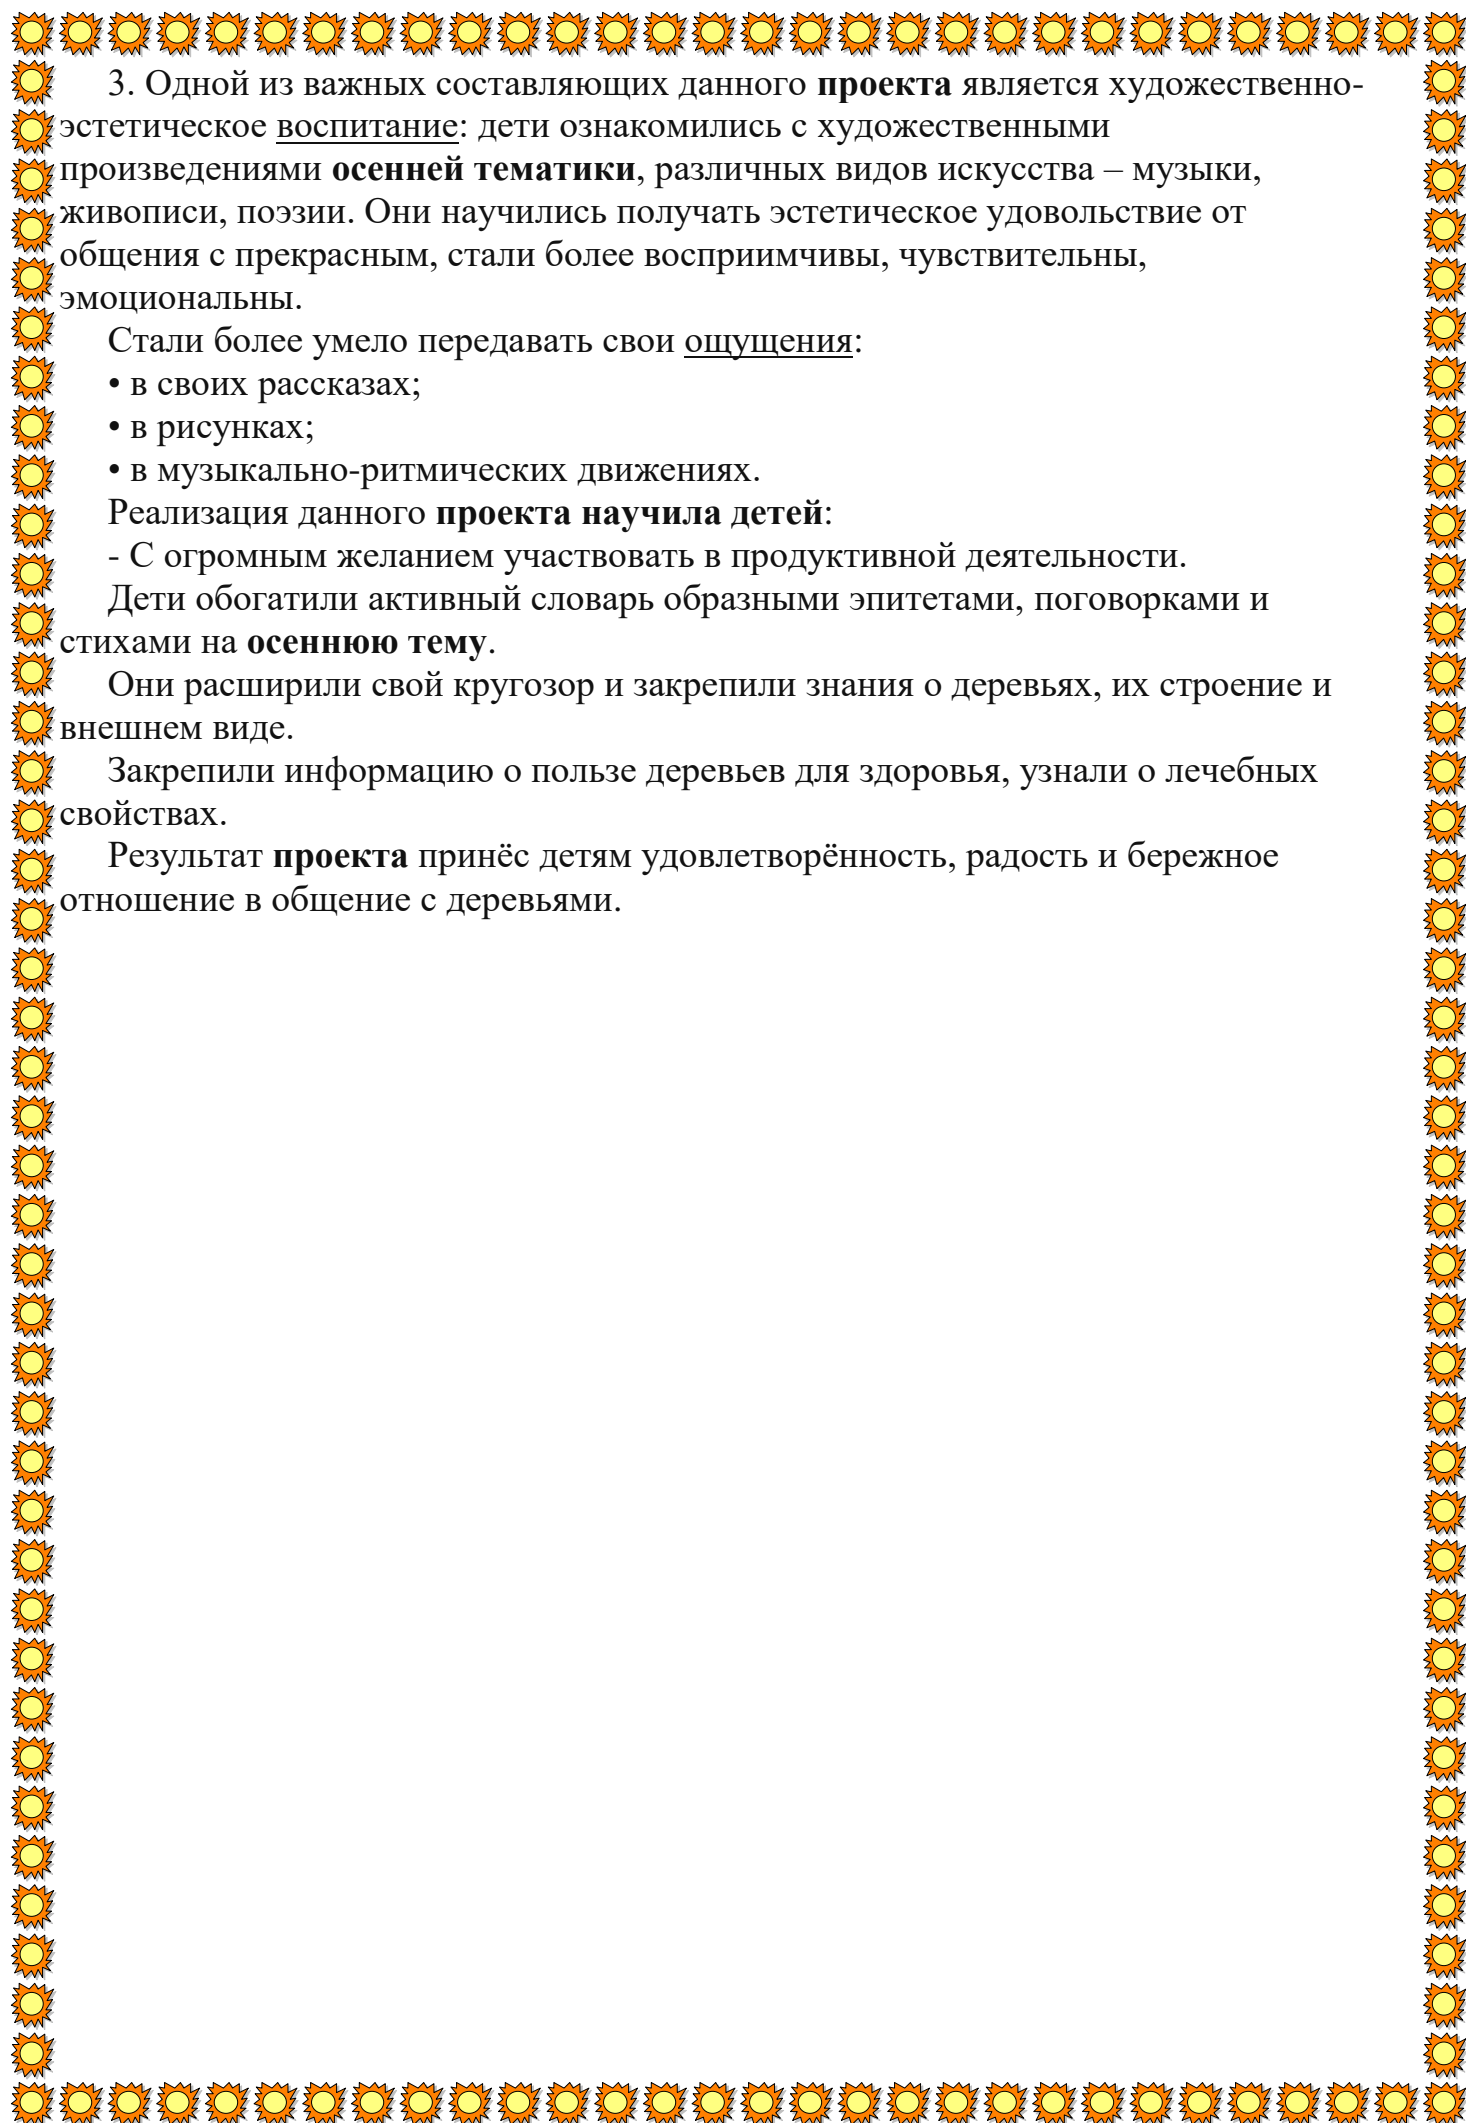 3. Одной из важных составляющих данного проекта является художественно-
эстетическое воспитание: дети ознакомились с художественными
произведениями осенней тематики, различных видов искусства – музыки,
живописи, поэзии. Они научились получать эстетическое удовольствие от
общения с прекрасным, стали более восприимчивы, чувствительны,
эмоциональны.
Стали более умело передавать свои ощущения:
• в своих рассказах;
• в рисунках;
• в музыкально-ритмических движениях.
Реализация данного проекта научила детей:
- С огромным желанием участвовать в продуктивной деятельности.
Дети обогатили активный словарь образными эпитетами, поговорками и
стихами на осеннюю тему.
Они расширили свой кругозор и закрепили знания о деревьях, их строение и
внешнем виде.
Закрепили информацию о пользе деревьев для здоровья, узнали о лечебных
свойствах.
Результат проекта принёс детям удовлетворённость, радость и бережное
отношение в общение с деревьями.